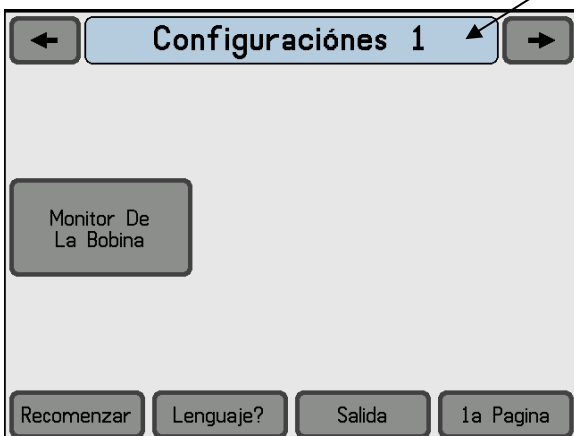 Configuraciónes 1
Monitor De
La Bobina
Recomenzar
Lenguaje?
Salida
1a Pagina